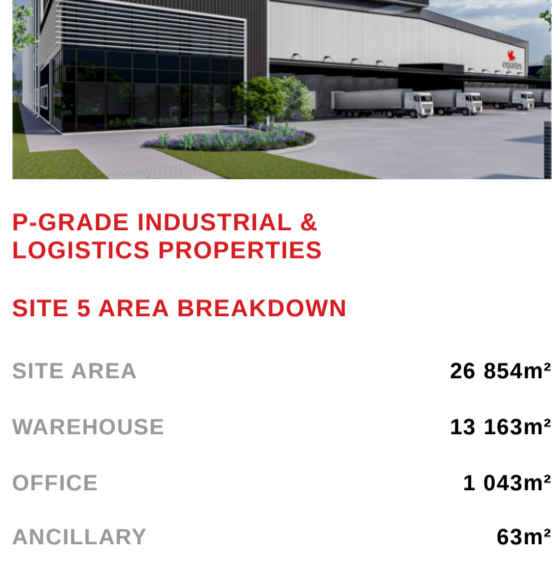 equites
P-GRADE INDUSTRIAL &
LOGISTICS PROPERTIES
SITE 5 AREA BREAKDOWN
SITE AREA 26 854m²
WAREHOUSE 13 163m²
OFFICE 1 043m²
ANCILLARY 63m²